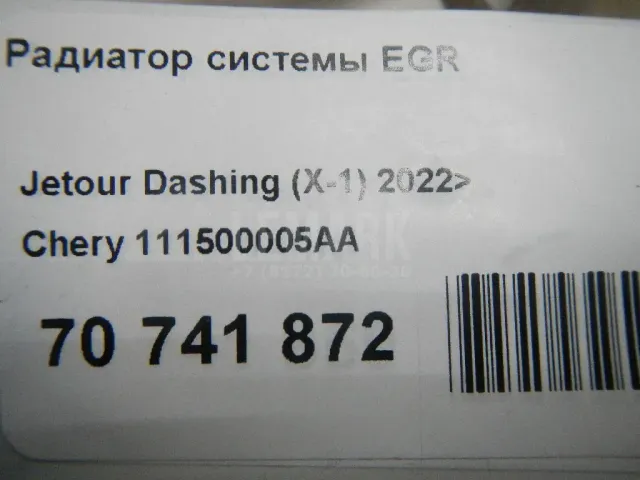 Радиатор системы EGR
Jetour Dashing (X-1) 2022>
Chery 111500005AA
70 741 872